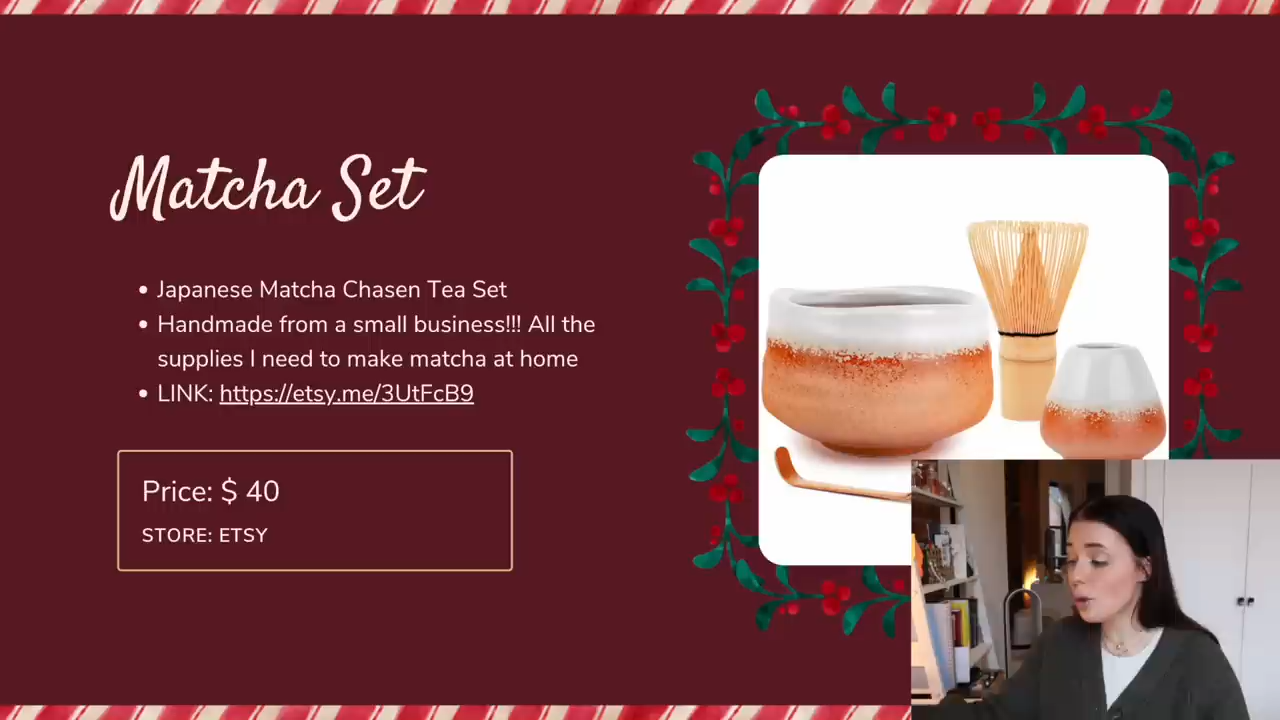 Matcha Set
• Japanese Matcha Chasen Tea Set
• Handmade from a small business!!! All the
supplies I need to make matcha at home
• LINK: https://etsy.me/3UtFcB9
Price: $ 40
STORE: ETSY